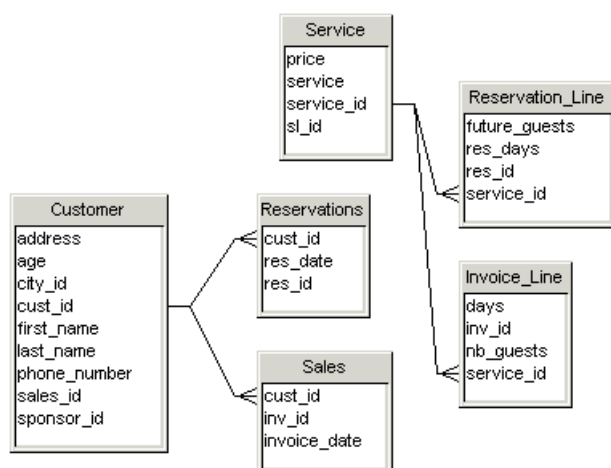 Service
price
service
service_id
sl_id
Reservation_Line
future_guests
res_days
res_id
service_id
Customer
address
age
city_id
cust_id
first_name
last_name
phone_number
sales_id
sponsor_id
Reservations
cust_id
res_date
res_id
Invoice_Line
days
inv_id
nb_guests
service_id
Sales
cust_id
inv_id
invoice_date